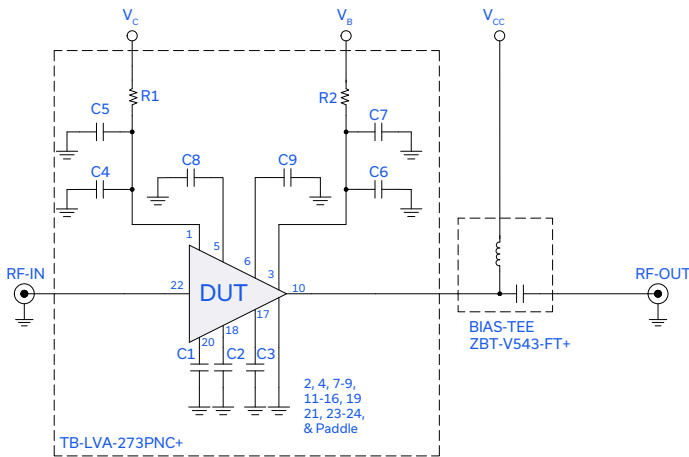 VC
VB
VCC
R1
R2
C5
C7
C8
C9
C4
C6
1
5
6
3
RF-IN
22
DUT
10
RF-OUT
20
18
17
C1
C2
C3
BIAS-TEE
ZBT-V543-FT+
2, 4, 7-9,
11-16, 19
21, 23-24,
& Paddle
TB-LVA-273PNC+